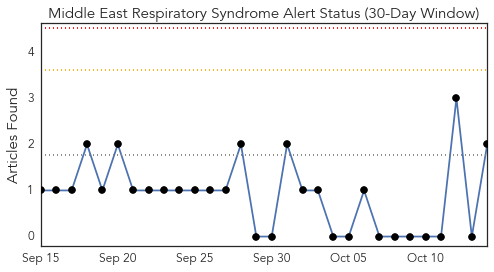 Middle East Respiratory Syndrome Alert Status (30-Day Window)
Articles Found
4
3
2
1
0
Sep 15 Sep 20 Sep 25 Sep 30 Oct 05 Oct 10